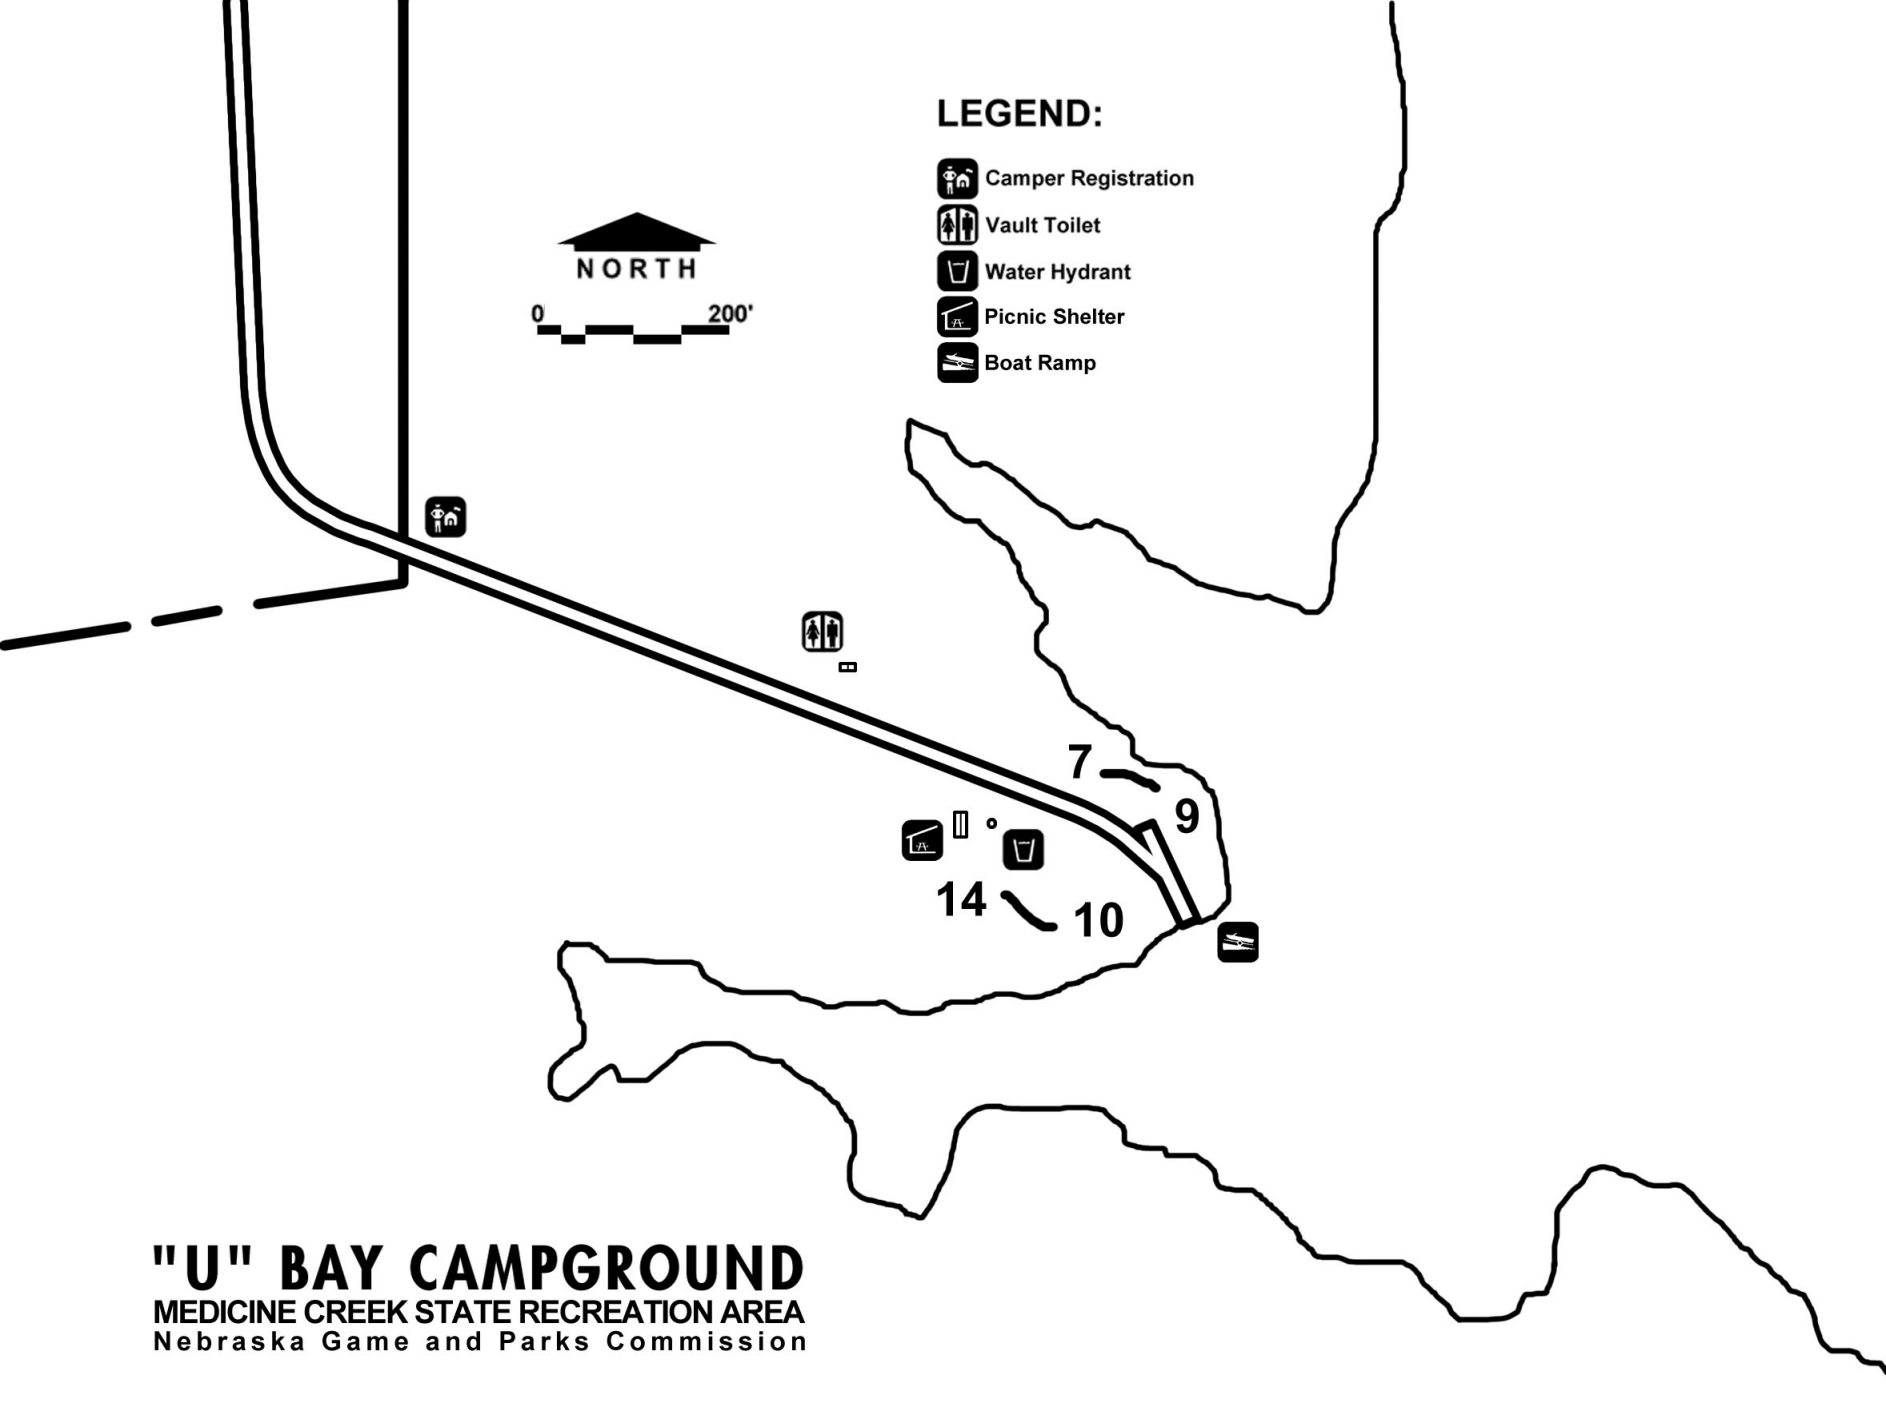 LEGEND:
Camper Registration
Vault Toilet
Water Hydrant
Picnic Shelter
Boat Ramp
NORTH
0 200'
7
9
14
10
"U" BAY CAMPGROUND
MEDICINE CREEK STATE RECREATION AREA
Nebraska Game and Parks Commission